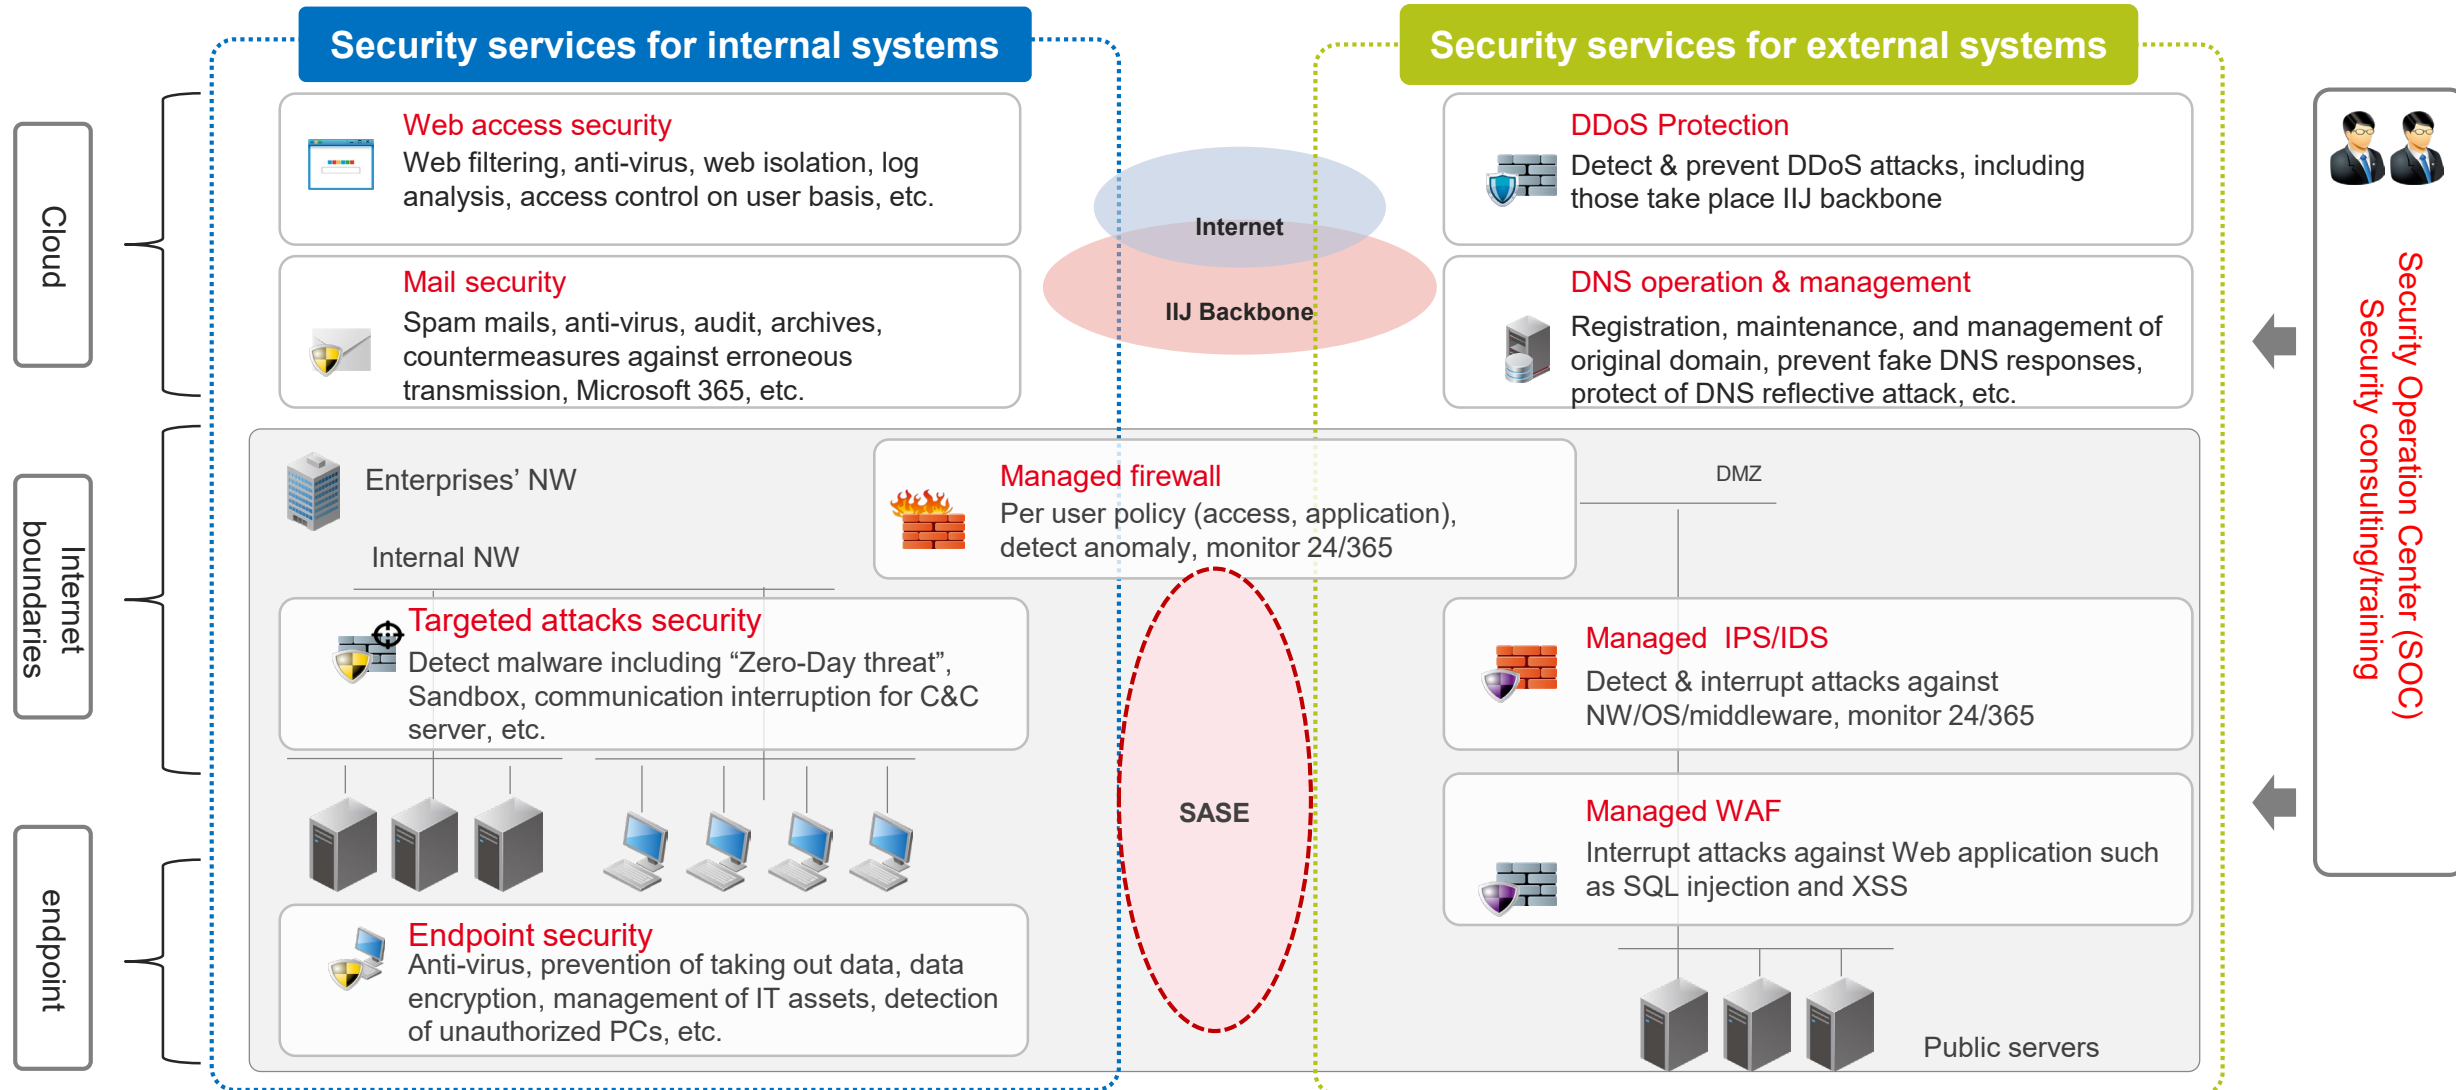 Security services for internal systems
Security services for external systems
Cloud
Internet
boundaries
endpoint
Web access security
Web filtering, anti-virus, web isolation, log
analysis, access control on user basis, etc.
Mail security
Spam mails, anti-virus, audit, archives,
countermeasures against erroneous
transmission, Microsoft 365, etc.
Internet
IIJ Backbone
DDoS Protection
Detect & prevent DDoS attacks, including
those take place IIJ backbone
DNS operation & management
Registration, maintenance, and management of
original domain, prevent fake DNS responses,
protect of DNS reflective attack, etc.
Enterprises’ NW
Internal NW
Managed firewall
Per user policy (access, application),
detect anomaly, monitor 24/365
DMZ
Targeted attacks security
Detect malware including “Zero-Day threat”,
Sandbox, communication interruption for C&C
server, etc.
SASE
Managed  IPS/IDS
Detect & interrupt attacks against
NW/OS/middleware, monitor 24/365
Managed WAF
Interrupt attacks against Web application such
as SQL injection and XSS
Endpoint security
Anti-virus, prevention of taking out data, data
encryption, management of IT assets, detection
of unauthorized PCs, etc.
Public servers
Security Operation Center (SOC)
Security consulting/training